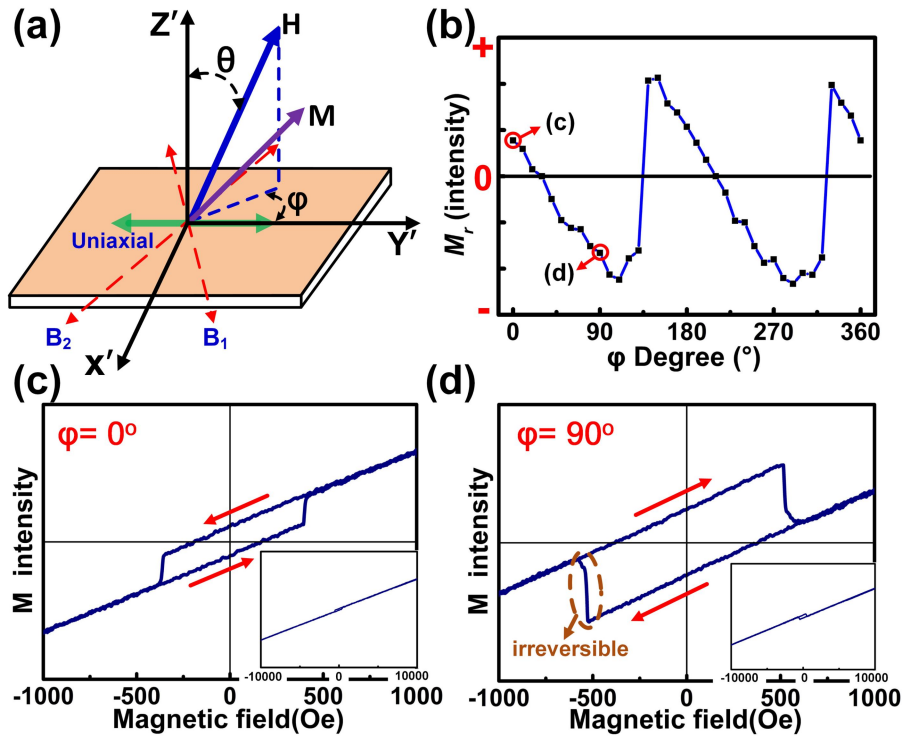 (a)
Z′
H
θ
M
φ
Uniaxial
Y′
B₂
B₁
X′
(b)
+
0
-
M_r (intensity)
(c)
(d)
0 90 180 270 360
φ Degree (°)
(c)
φ= 0°
M intensity
-10000 0 10000
-1000 -500 0 500 1000
Magnetic field(Oe)
(d)
φ= 90°
M intensity
irreversible
-10000 0 10000
-1000 -500 0 500 1000
Magnetic field(Oe)